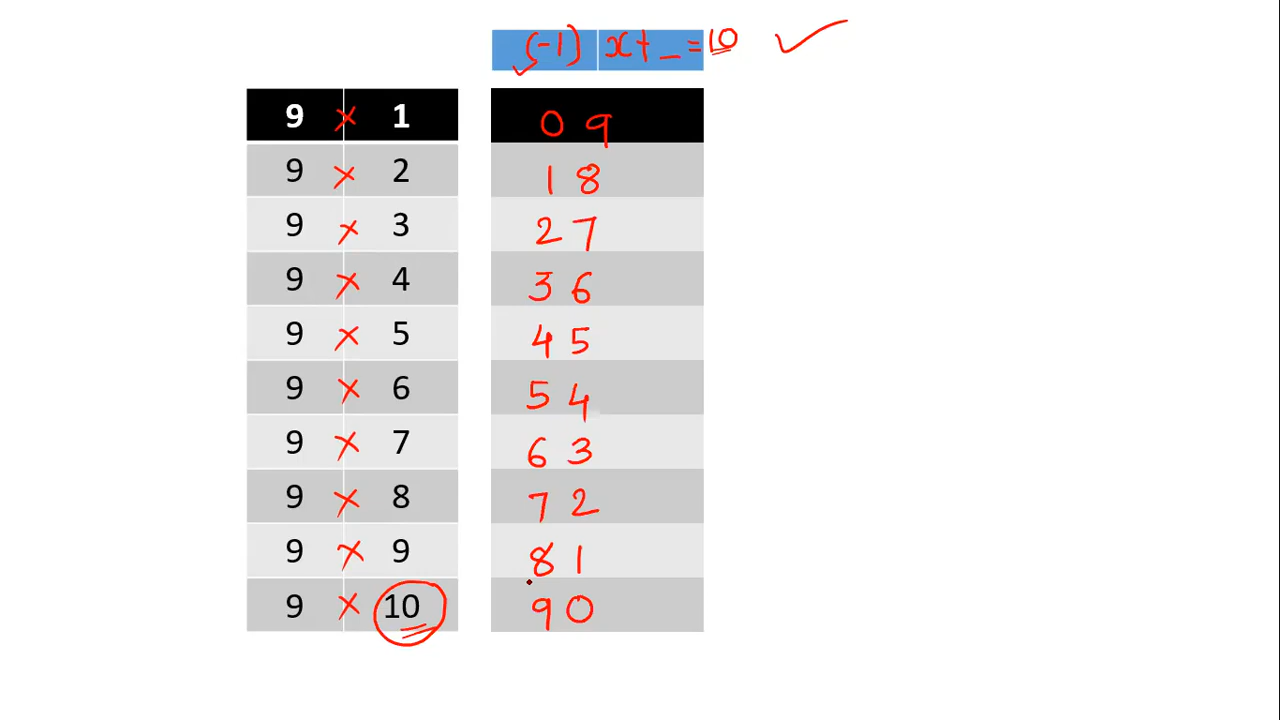 (-1) x+_=10 ✓
9 × 1 09
9 × 2 18
9 × 3 27
9 × 4 36
9 × 5 45
9 × 6 54
9 × 7 63
9 × 8 72
9 × 9 81
9 × 10 90